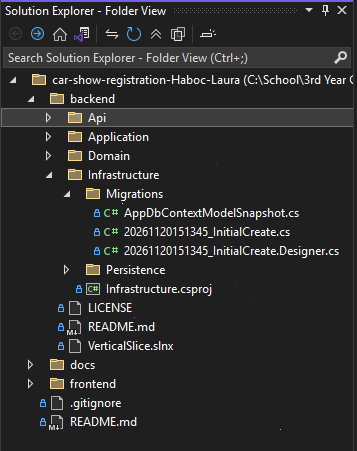 Solution Explorer - Folder View
Search Solution Explorer - Folder View (Ctrl+;)
car-show-registration-Haboc-Laura (C:\School\3rd Year C
backend
Api
Application
Domain
Infrastructure
Migrations
C# AppDbContextModelSnapshot.cs
C# 20261120151345_InitialCreate.cs
C# 20261120151345_InitialCreate.Designer.cs
Persistence
C# Infrastructure.csproj
LICENSE
M↓ README.md
VerticalSlice.slnx
docs
frontend
.gitignore
M↓ README.md